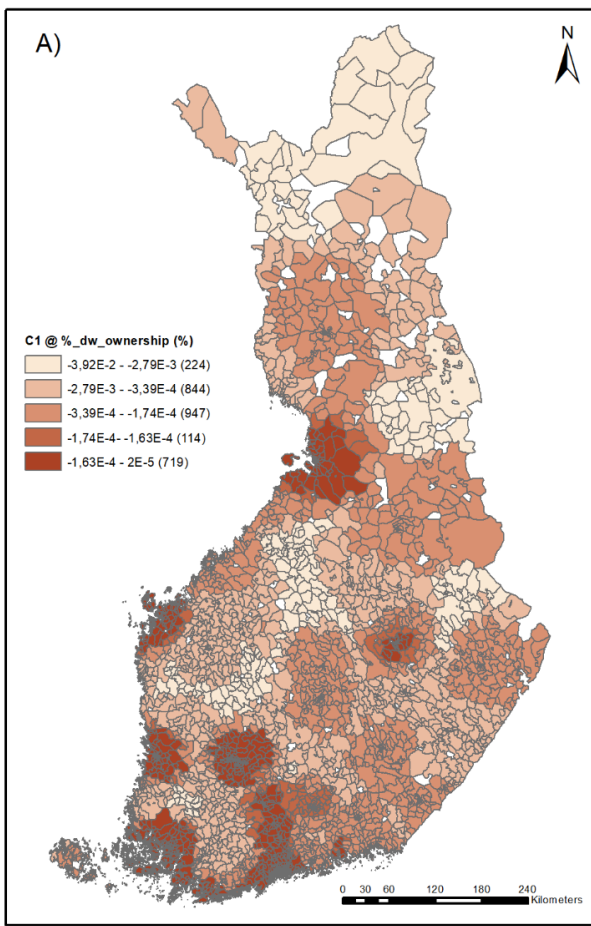 A)
N
C1 @ %_dw_ownership (%)
-3,92E-2 - -2,79E-3 (224)
-2,79E-3 - -3,39E-4 (844)
-3,39E-4 - -1,74E-4 (947)
-1,74E-4- -1,63E-4 (114)
-1,63E-4 - 2E-5 (719)
0 30 60 120 180 240
Kilometers